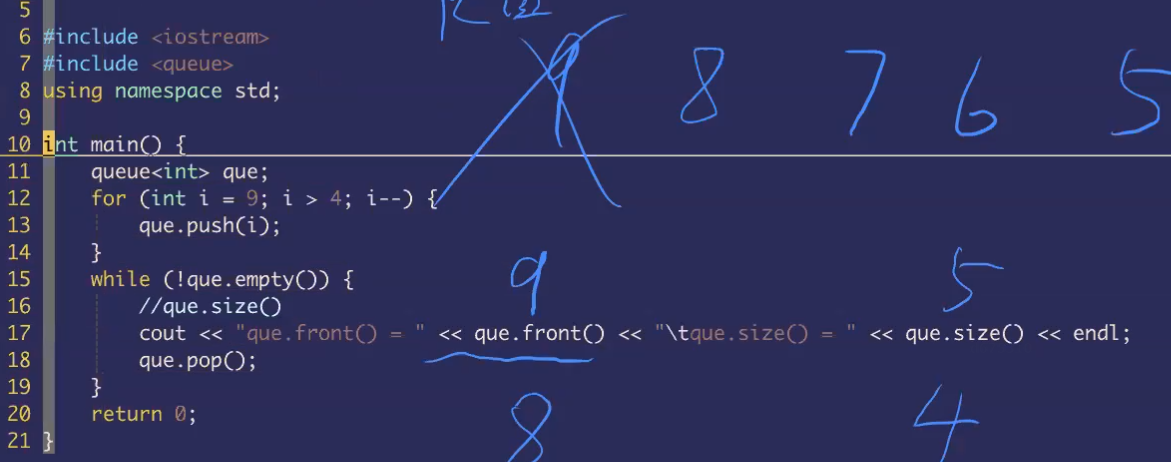 5
6 #include <iostream>
9 8 7 6 5
7 #include <queue>
8 using namespace std;
9
10 int main() {
11     queue<int> que;
12     for (int i = 9; i > 4; i--) {
13         que.push(i);
14     }
15     while (!que.empty()) {
9 5
16         //que.size()
17         cout << "que.front() = " << que.front() << "\tque.size() = " << que.size() << endl;
18         que.pop();
19     }
20     return 0;
8 4
21 }